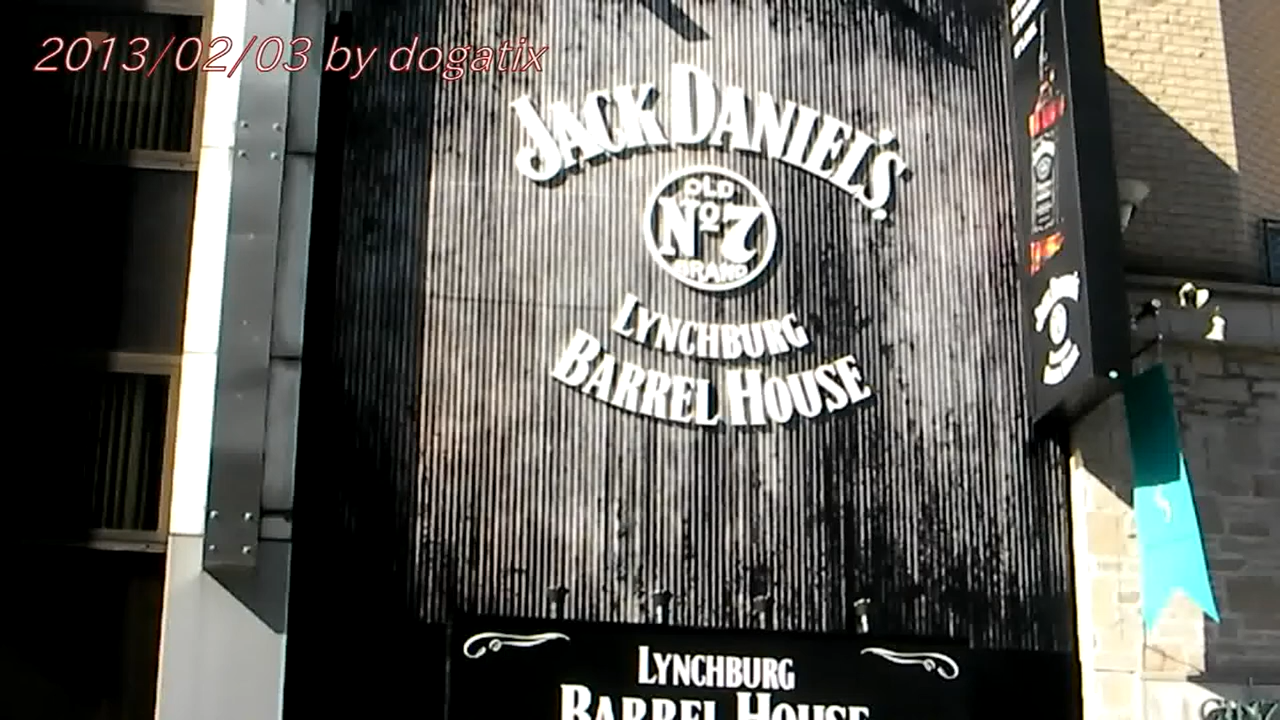 2013/02/03 by dogatix
JACK DANIEL'S
OLD
Nº7
BRAND
LYNCHBURG
BARREL HOUSE
LYNCHBURG
BARREL HOUSE